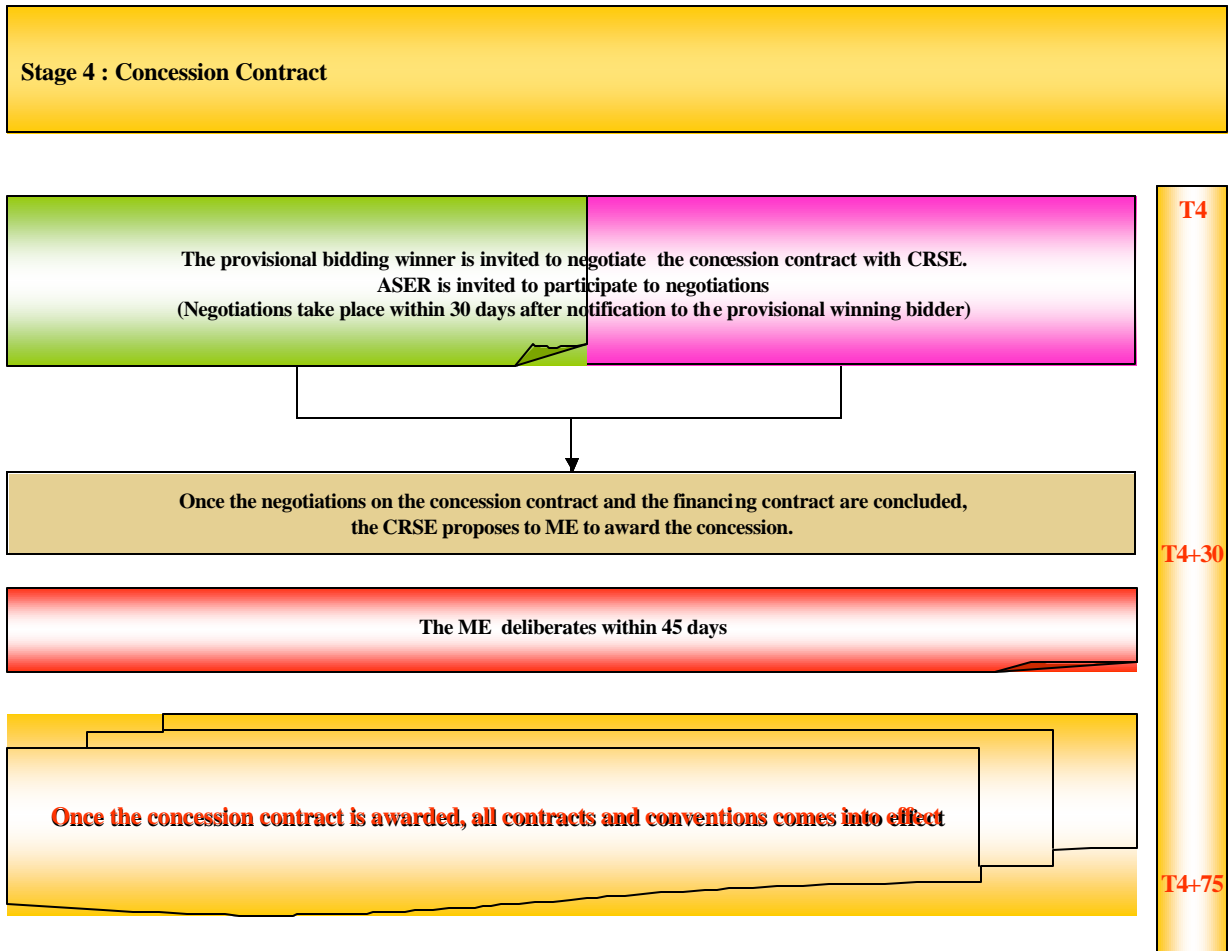 Stage 4 : Concession Contract
T4
The provisional bidding winner is invited to negotiate the concession contract with CRSE.
ASER is invited to participate to negotiations
(Negotiations take place within 30 days after notification to the provisional winning bidder)
Once the negotiations on the concession contract and the financing contract are concluded,
the CRSE proposes to ME to award the concession.
T4+30
The ME deliberates within 45 days
Once the concession contract is awarded, all contracts and conventions comes into effect
T4+75